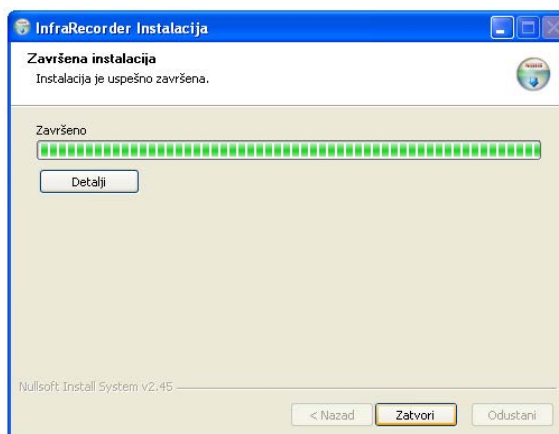 InfraRecorder Instalacija
Završena instalacija
Instalacija je uspešno završena.
Završeno
Detalji
Nullsoft Install System v2.45
< Nazad
Zatvori
Odustani